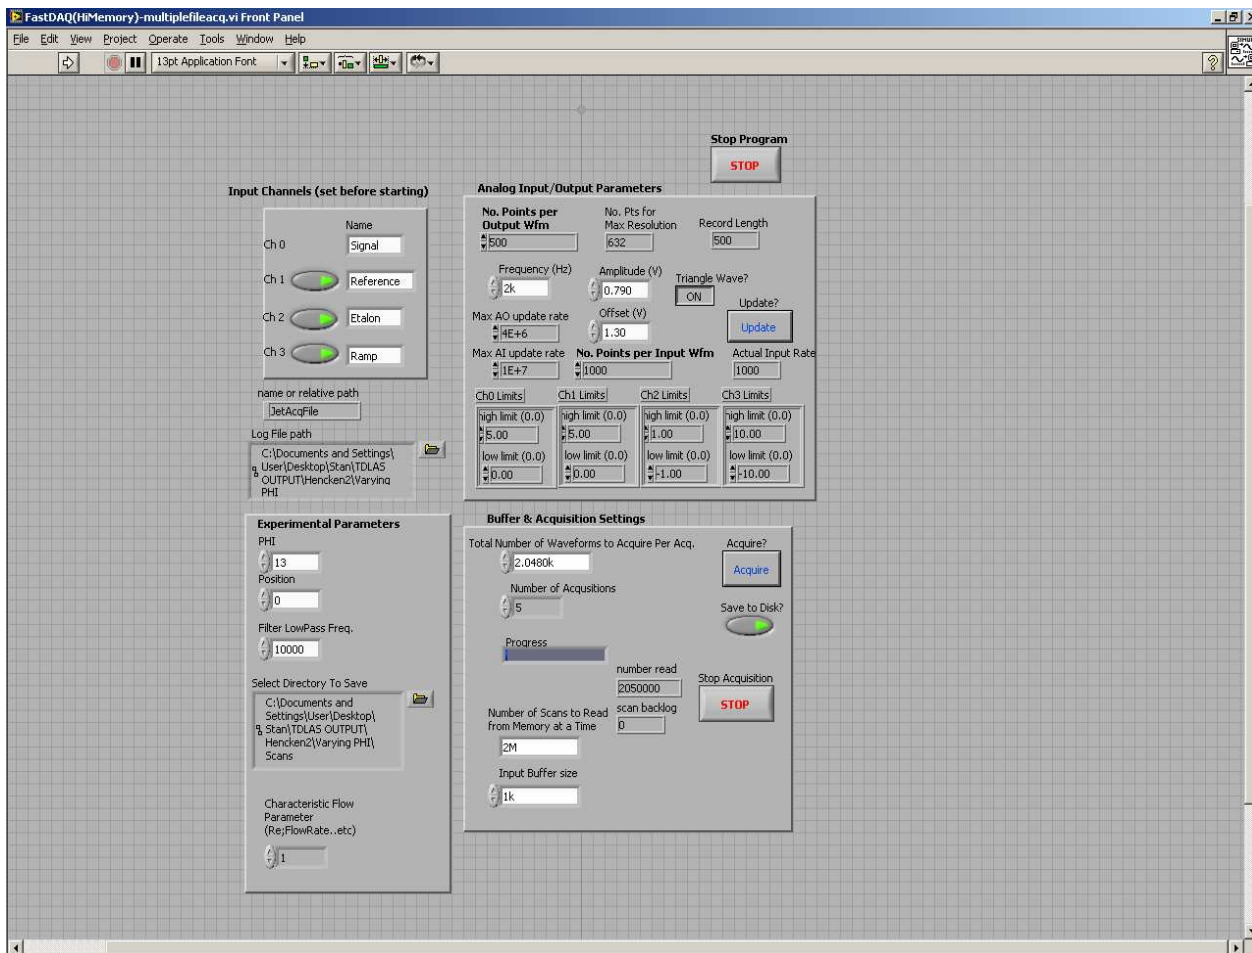 FastDAQ(HiMemory)-multiplefileacq.vi Front Panel
File Edit View Project Operate Tools Window Help
13pt Application Font
Stop Program
STOP
Input Channels (set before starting)
Name
Ch 0 Signal
Ch 1 Reference
Ch 2 Etalon
Ch 3 Ramp
name or relative path
JetAcqFile
Log File path
C:\Documents and Settings\
User\Desktop\Stan\TDLAS
OUTPUT\Hencken2\Varying
PHI
Analog Input/Output Parameters
No. Points per
Output Wfm
500
No. Pts for
Max Resolution
632
Record Length
500
Frequency (Hz)
2k
Amplitude (V)
0.790
Triangle Wave?
ON
Max AO update rate
4E+6
Offset (V)
1.30
Update?
Update
Max AI update rate
1E+7
No. Points per Input Wfm
1000
Actual Input Rate
1000
Ch0 Limits
high limit (0.0)
5.00
low limit (0.0)
0.00
Ch1 Limits
high limit (0.0)
5.00
low limit (0.0)
0.00
Ch2 Limits
high limit (0.0)
1.00
low limit (0.0)
-1.00
Ch3 Limits
high limit (0.0)
10.00
low limit (0.0)
-10.00
Experimental Parameters
PHI
13
Position
0
Filter LowPass Freq.
10000
Select Directory To Save
C:\Documents and
Settings\User\Desktop\
Stan\TDLAS OUTPUT\
Hencken2\Varying PHI\
Scans
Characteristic Flow
Parameter
(Re;FlowRate..etc)
1
Buffer & Acquisition Settings
Total Number of Waveforms to Acquire Per Acq.
2.0480k
Acquire?
Acquire
Number of Acqusitions
5
Save to Disk?
Progress
number read
2050000
scan backlog
0
Stop Acquisition
STOP
Number of Scans to Read
from Memory at a Time
2M
Input Buffer size
1k